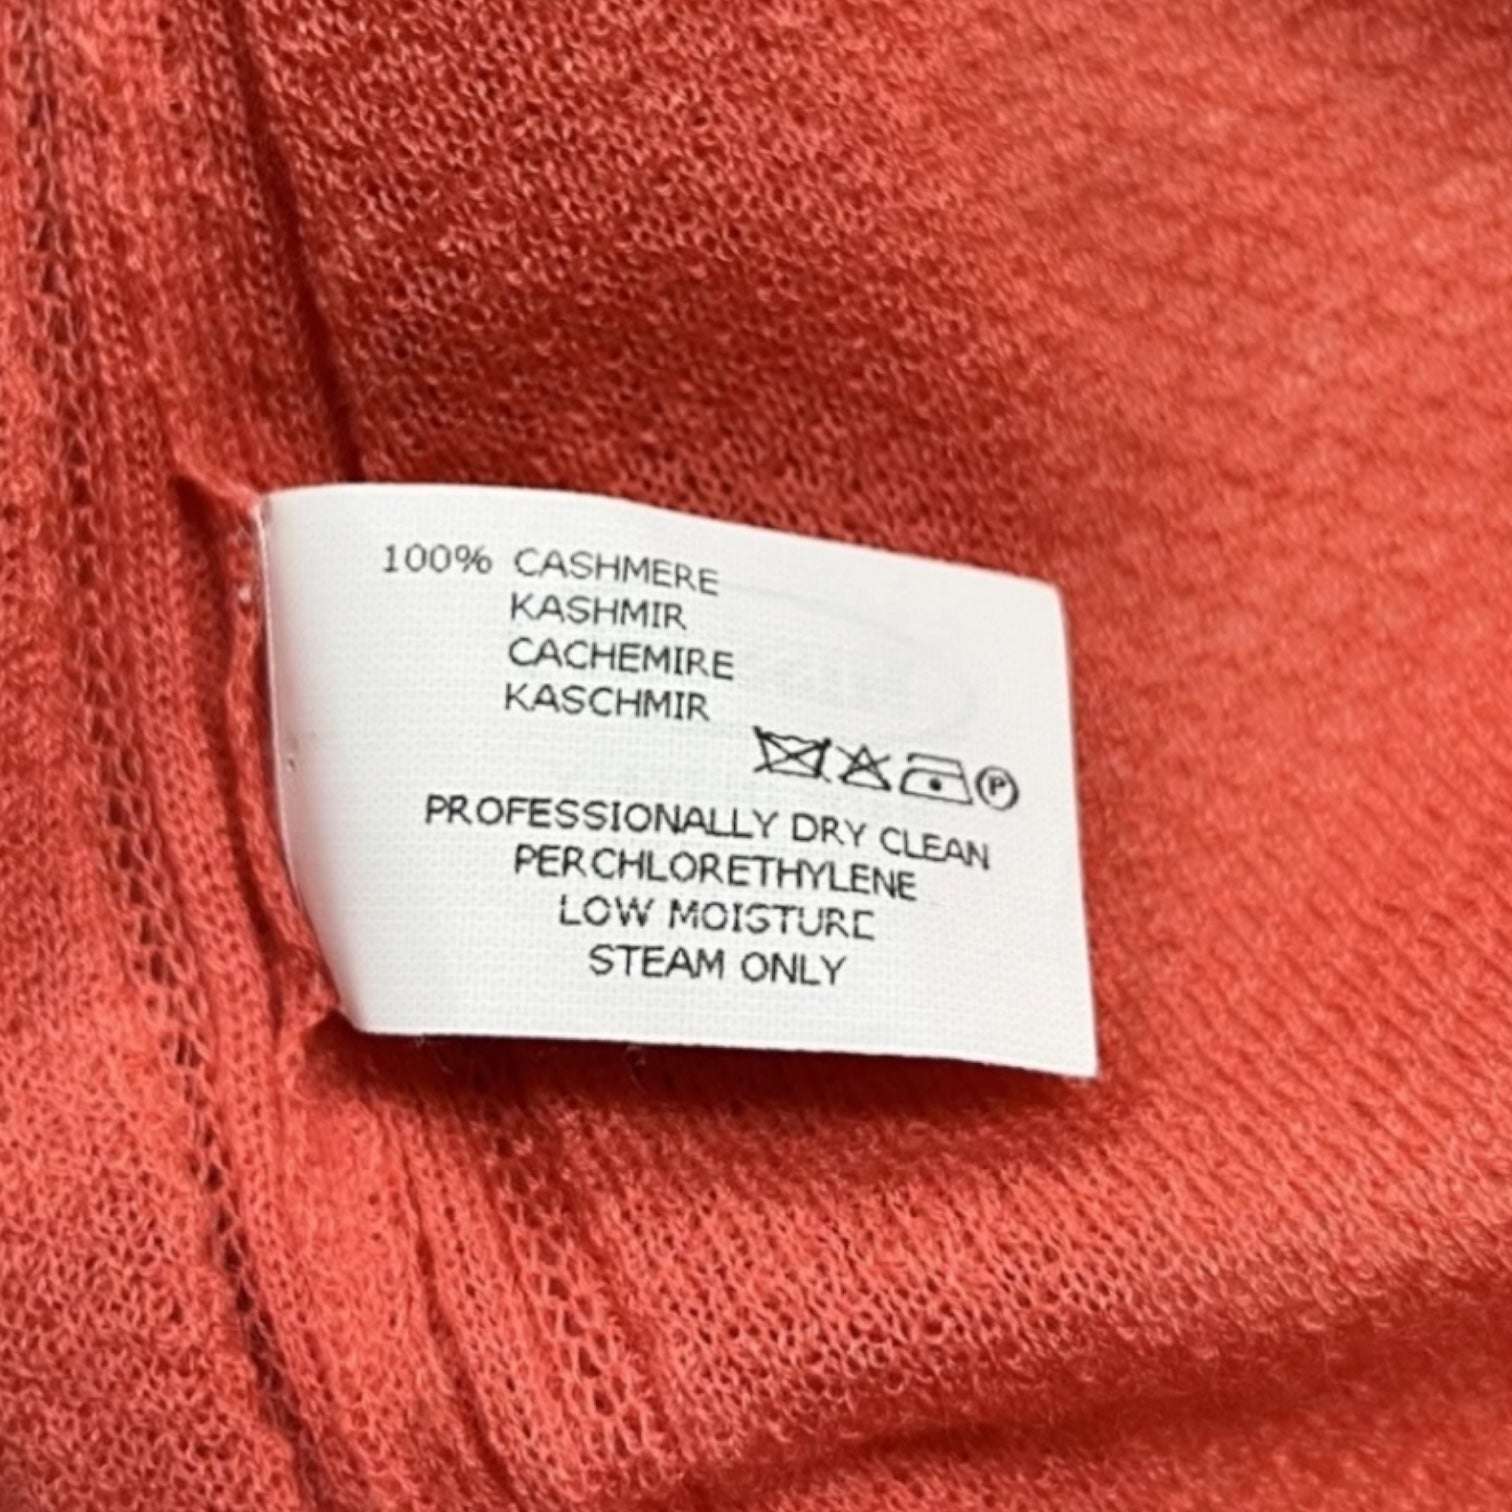 100% CASHMERE
KASHMIR
CACHEMIRE
KASCHMIR
P
PROFESSIONALLY DRY CLEAN
PERCHLORETHYLENE
LOW MOISTURE
STEAM ONLY